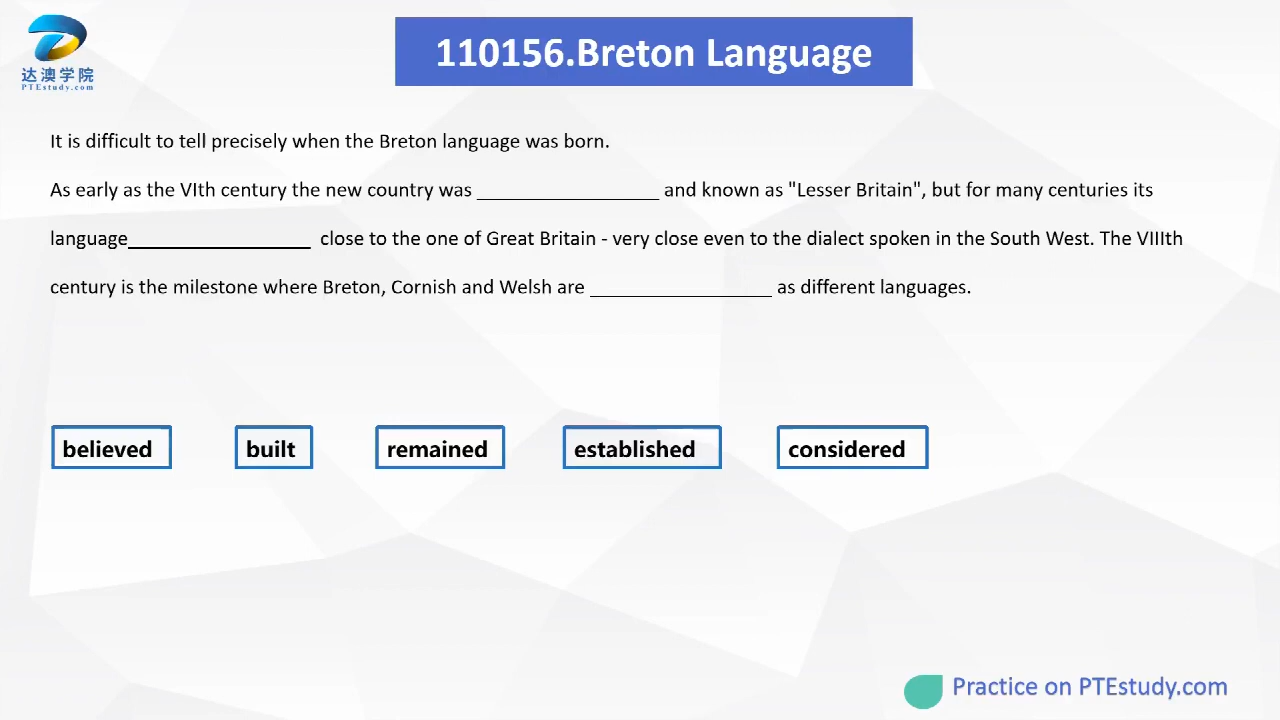 达澳学院
PTEstudy.com
110156.Breton Language
It is difficult to tell precisely when the Breton language was born.
As early as the VIth century the new country was _________________ and known as "Lesser Britain", but for many centuries its
language_________________ close to the one of Great Britain - very close even to the dialect spoken in the South West. The VIIIth
century is the milestone where Breton, Cornish and Welsh are _________________ as different languages.
believed built remained established considered
Practice on PTEstudy.com